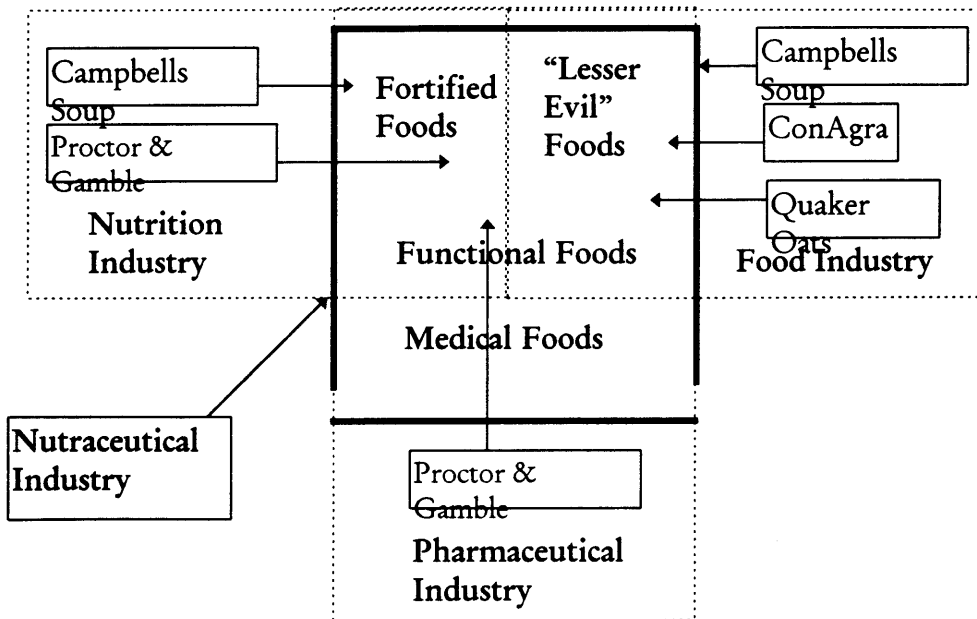 Campbells
Soup
Proctor &
Gamble
Nutrition
Industry
Fortified
Foods
“Lesser
Evil”
Foods
Functional Foods
Medical Foods
Campbells
Soup
ConAgra
Quaker
Oats
Food Industry
Nutraceutical
Industry
Proctor &
Gamble
Pharmaceutical
Industry